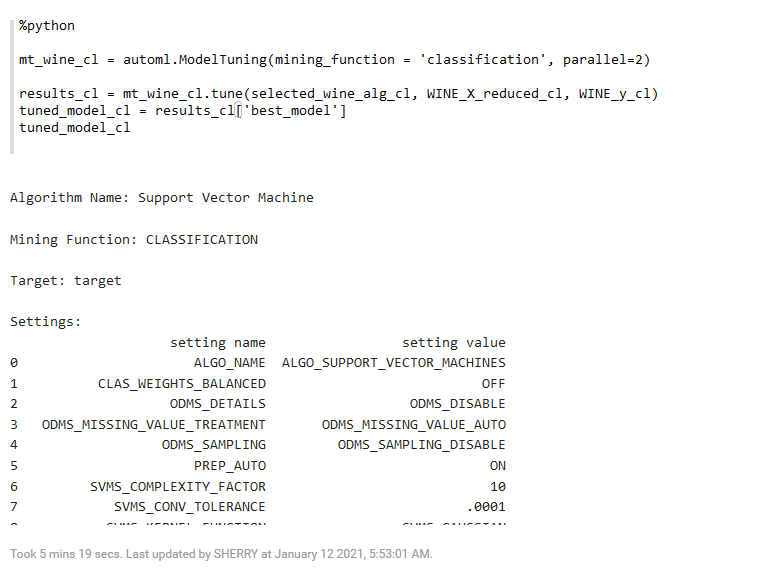 %python
mt_wine_cl = automl.ModelTuning(mining_function = 'classification', parallel=2)
results_cl = mt_wine_cl.tune(selected_wine_alg_cl, WINE_X_reduced_cl, WINE_y_cl)
tuned_model_cl = results_cl['best_model']
tuned_model_cl
Algorithm Name: Support Vector Machine
Mining Function: CLASSIFICATION
Target: target
Settings:
setting name setting value
0 ALGO_NAME ALGO_SUPPORT_VECTOR_MACHINES
1 CLAS_WEIGHTS_BALANCED OFF
2 ODMS_DETAILS ODMS_DISABLE
3 ODMS_MISSING_VALUE_TREATMENT ODMS_MISSING_VALUE_AUTO
4 ODMS_SAMPLING ODMS_SAMPLING_DISABLE
5 PREP_AUTO ON
6 SVMS_COMPLEXITY_FACTOR 10
7 SVMS_CONV_TOLERANCE .0001
Took 5 mins 19 secs. Last updated by SHERRY at January 12 2021, 5:53:01 AM.